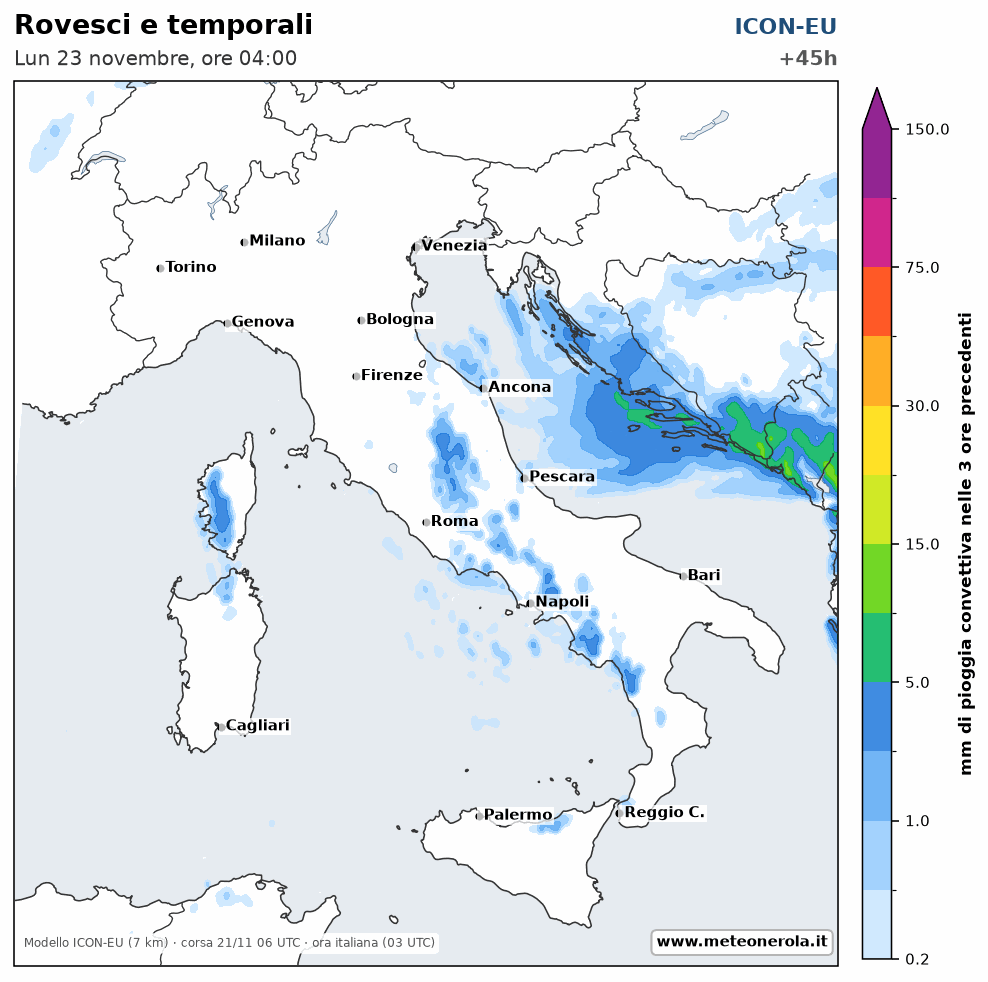 Rovesci e temporali
ICON-EU
Lun 23 novembre, ore 04:00
+45h
Milano
Venezia
Torino
Genova
Bologna
Firenze
Ancona
Pescara
Roma
Bari
Napoli
Cagliari
Palermo
Reggio C.
150.0
75.0
30.0
15.0
5.0
1.0
0.2
mm di pioggia convettiva nelle 3 ore precedenti
Modello ICON-EU (7 km) · corsa 21/11 06 UTC · ora italiana (03 UTC)
www.meteonerola.it